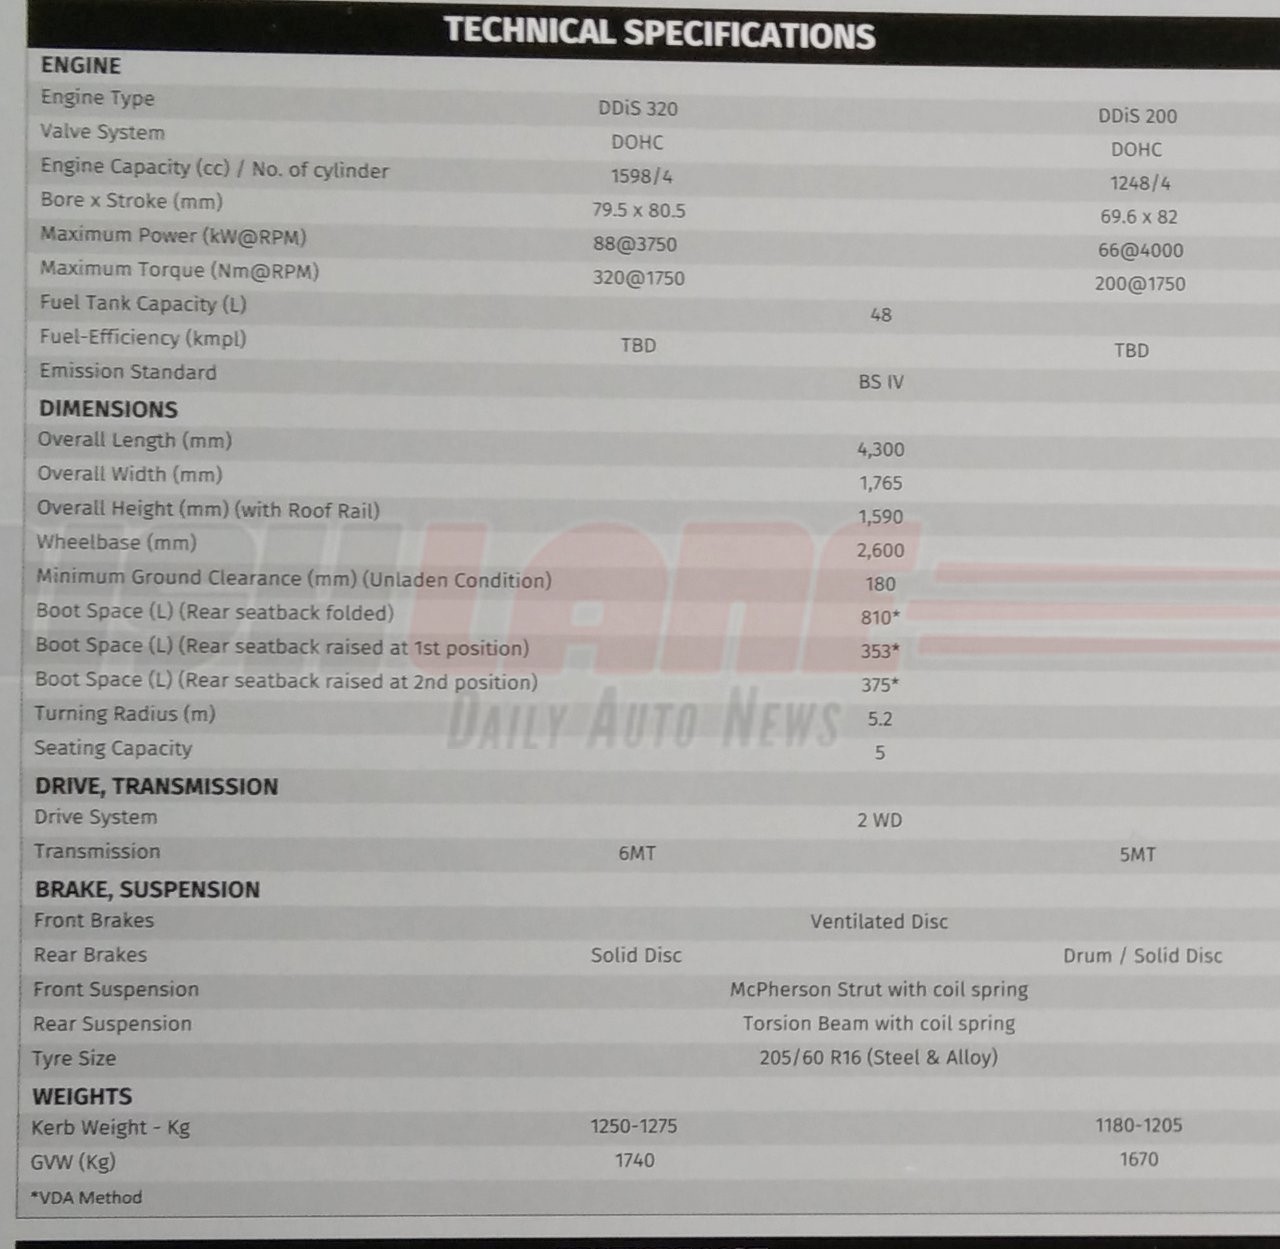 TECHNICAL SPECIFICATIONS
ENGINE
Engine Type DDiS 320 DDiS 200
Valve System DOHC DOHC
Engine Capacity (cc) / No. of cylinder 1598/4 1248/4
Bore x Stroke (mm) 79.5 x 80.5 69.6 x 82
Maximum Power (kW@RPM) 88@3750 66@4000
Maximum Torque (Nm@RPM) 320@1750 200@1750
Fuel Tank Capacity (L) 48
Fuel-Efficiency (kmpl) TBD TBD
Emission Standard BS IV
DIMENSIONS
Overall Length (mm) 4,300
Overall Width (mm) 1,765
Overall Height (mm) (with Roof Rail) 1,590
Wheelbase (mm) 2,600
Minimum Ground Clearance (mm) (Unladen Condition) 180
Boot Space (L) (Rear seatback folded) 810*
Boot Space (L) (Rear seatback raised at 1st position) 353*
Boot Space (L) (Rear seatback raised at 2nd position) 375*
Turning Radius (m) 5.2
DAILY AUTO NEWS
Seating Capacity 5
DRIVE, TRANSMISSION
Drive System 2 WD
Transmission 6MT 5MT
BRAKE, SUSPENSION
Front Brakes Ventilated Disc
Rear Brakes Solid Disc Drum / Solid Disc
Front Suspension McPherson Strut with coil spring
Rear Suspension Torsion Beam with coil spring
Tyre Size 205/60 R16 (Steel & Alloy)
WEIGHTS
Kerb Weight - Kg 1250-1275 1180-1205
GVW (Kg) 1740 1670
*VDA Method